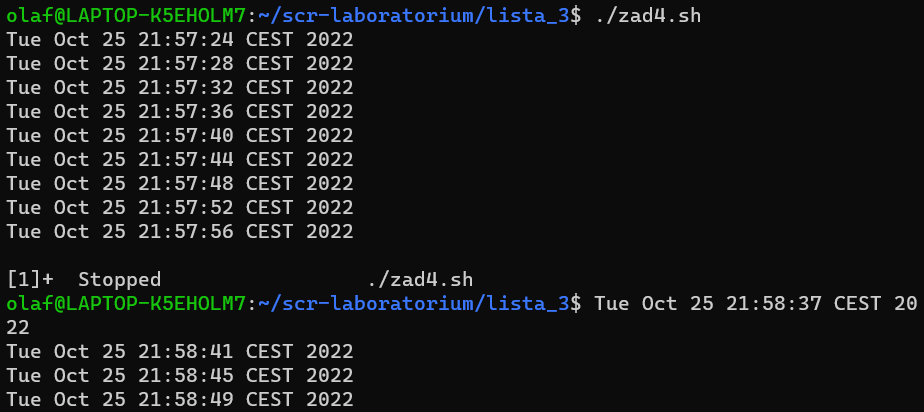 olaf@LAPTOP-K5EHOLM7:~/scr-laboratorium/lista_3$ ./zad4.sh
Tue Oct 25 21:57:24 CEST 2022
Tue Oct 25 21:57:28 CEST 2022
Tue Oct 25 21:57:32 CEST 2022
Tue Oct 25 21:57:36 CEST 2022
Tue Oct 25 21:57:40 CEST 2022
Tue Oct 25 21:57:44 CEST 2022
Tue Oct 25 21:57:48 CEST 2022
Tue Oct 25 21:57:52 CEST 2022
Tue Oct 25 21:57:56 CEST 2022
[1]+  Stopped                 ./zad4.sh
olaf@LAPTOP-K5EHOLM7:~/scr-laboratorium/lista_3$ Tue Oct 25 21:58:37 CEST 20
22
Tue Oct 25 21:58:41 CEST 2022
Tue Oct 25 21:58:45 CEST 2022
Tue Oct 25 21:58:49 CEST 2022